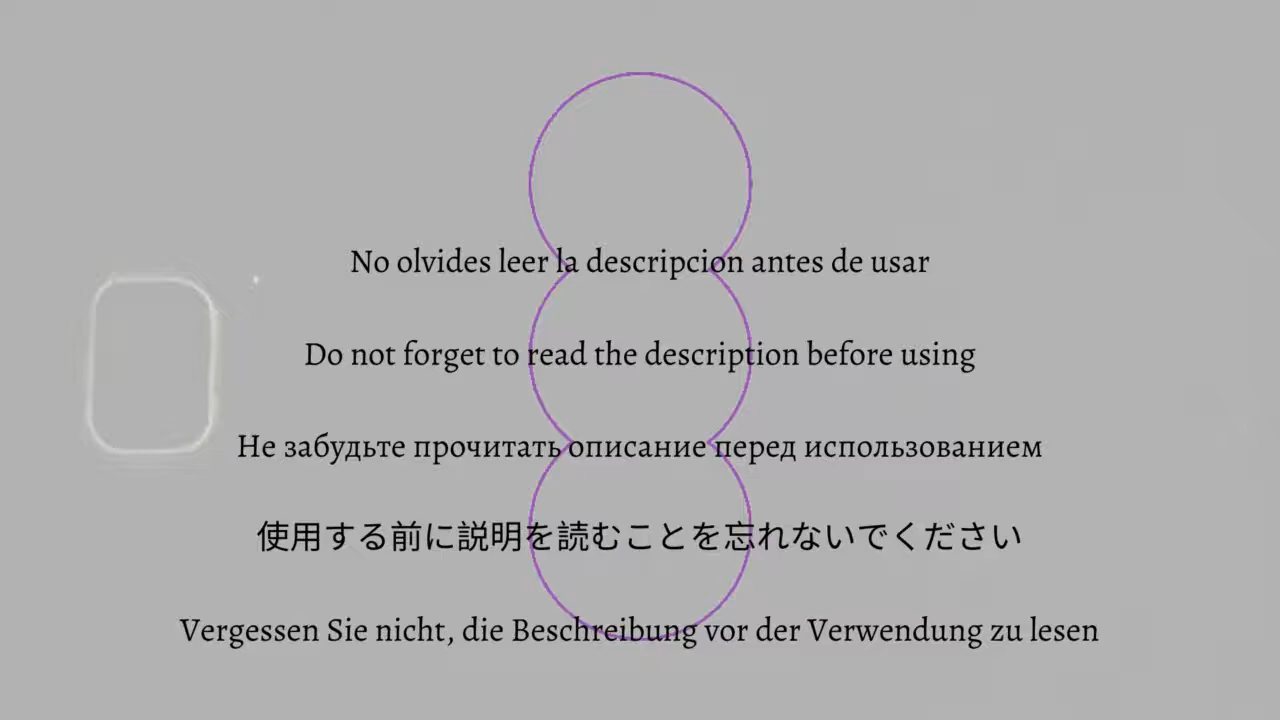 No olvides leer la descripcion antes de usar
Do not forget to read the description before using
Не забудьте прочитать описание перед использованием
使用する前に説明を読むことを忘れないでください
Vergessen Sie nicht, die Beschreibung vor der Verwendung zu lesen